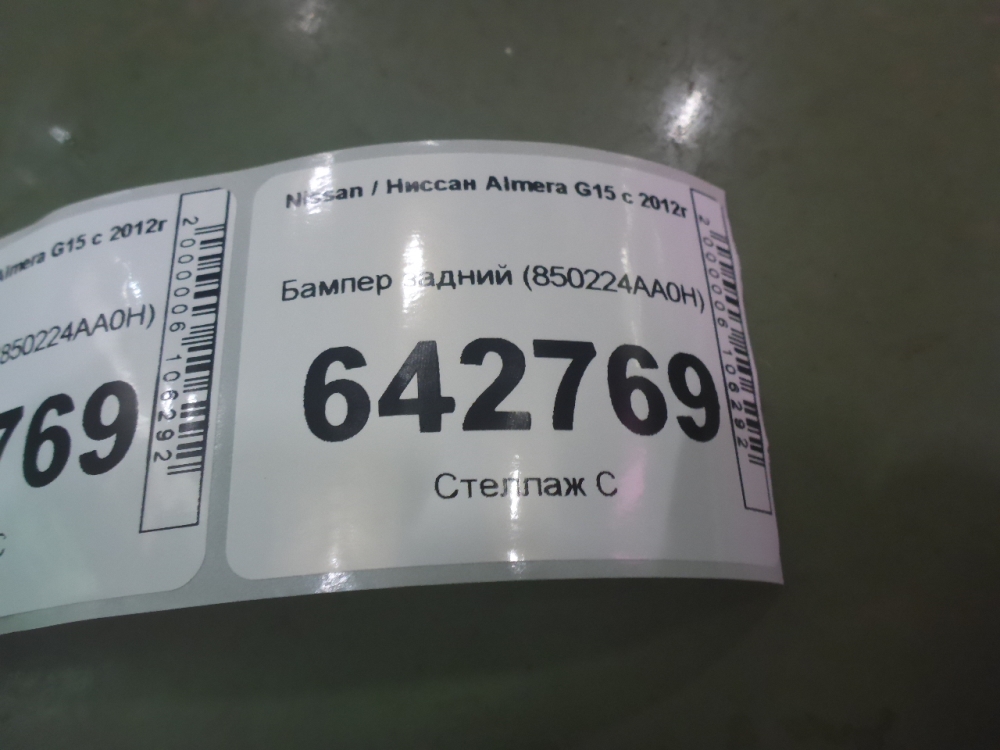 Almera G15 с 2012г
850224AA0H)
769
С
2000006106292
Nissan / Ниссан Almera G15 с 2012г
Бампер задний (850224AA0H)
642769
Стеллаж С
2000006106292